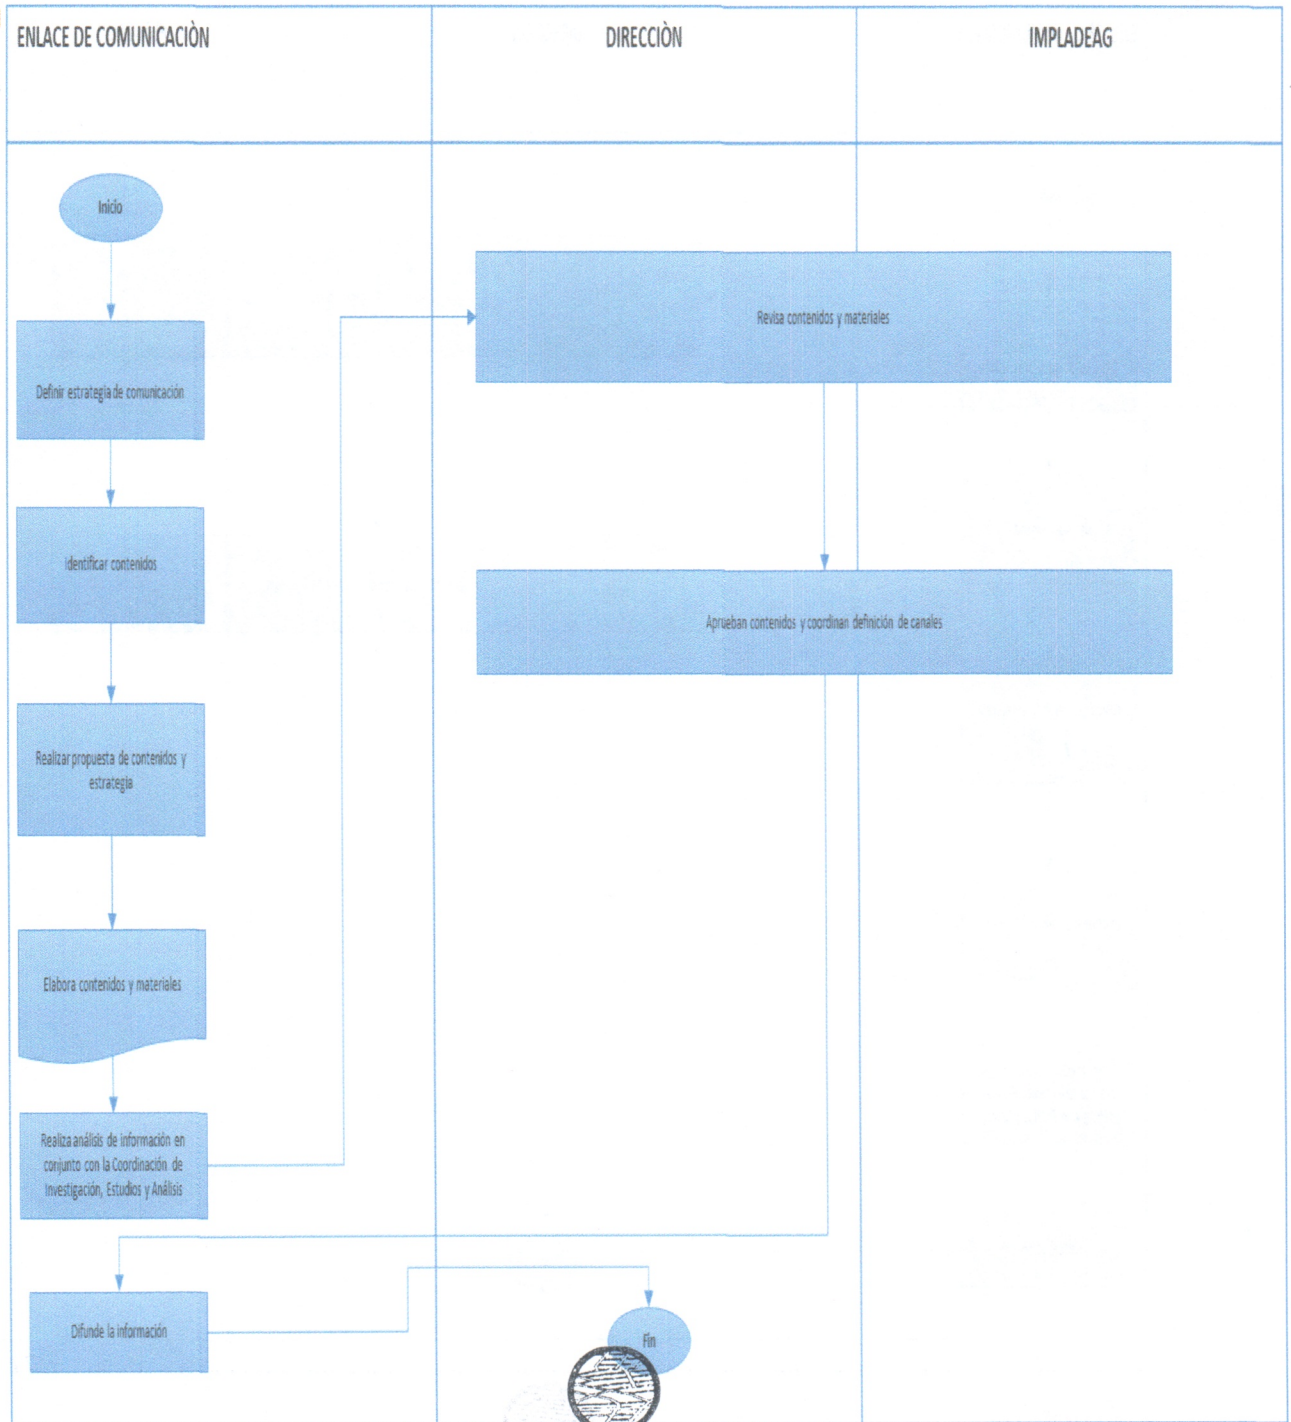 ENLACE DE COMUNICACIÒN
DIRECCIÒN
IMPLADEAG
Inicio
Definir estrategia de comunicación
Identificar contenidos
Realizar propuesta de contenidos y
estrategia
Elabora contenidos y materiales
Realiza análisis de información en
conjunto con la Coordinación de
Investigación, Estudios y Análisis
Revisa contenidos y materiales
Aprueban contenidos y coordinan definición de canales
Difunde la información
Fin